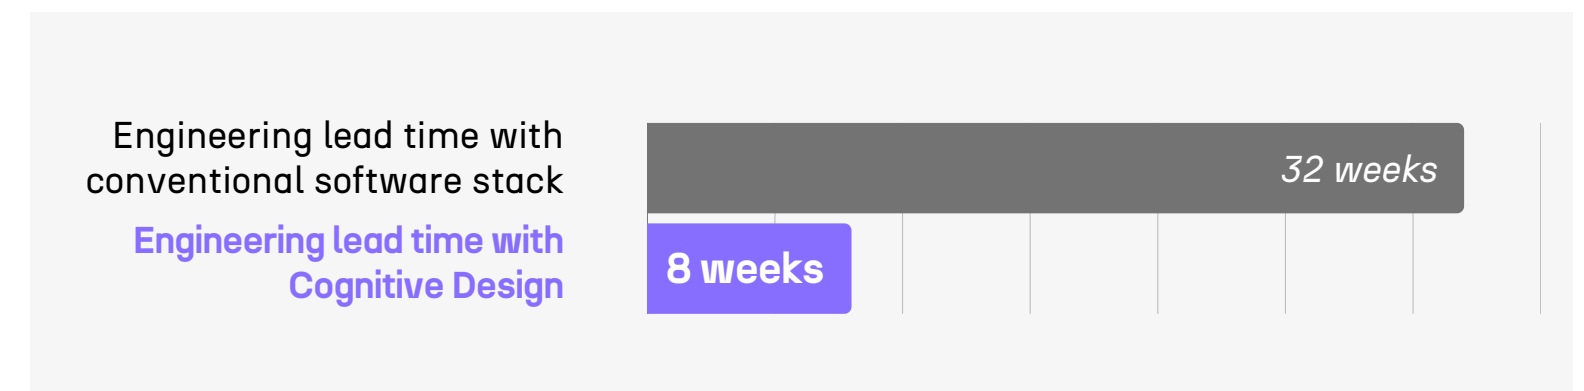 Engineering lead time with
conventional software stack
32 weeks
Engineering lead time with
Cognitive Design
8 weeks